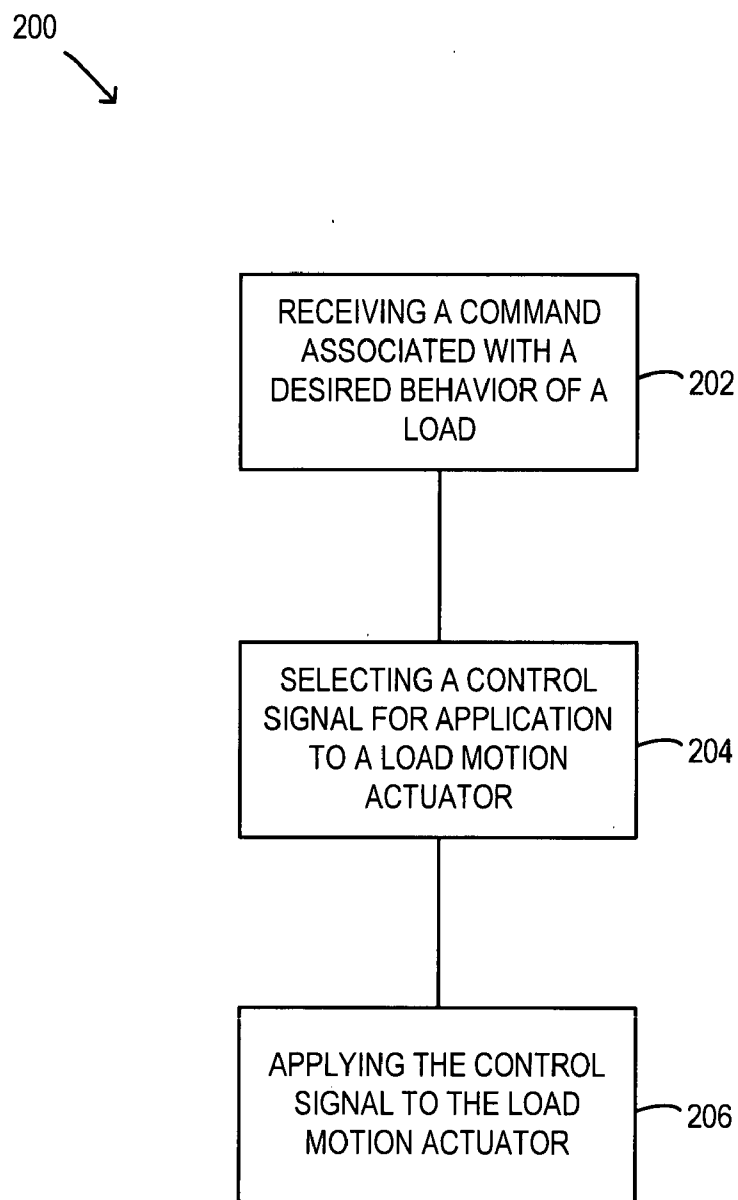 200
RECEIVING A COMMAND
ASSOCIATED WITH A
DESIRED BEHAVIOR OF A
LOAD
202
SELECTING A CONTROL
SIGNAL FOR APPLICATION
TO A LOAD MOTION
ACTUATOR
204
APPLYING THE CONTROL
SIGNAL TO THE LOAD
MOTION ACTUATOR
206